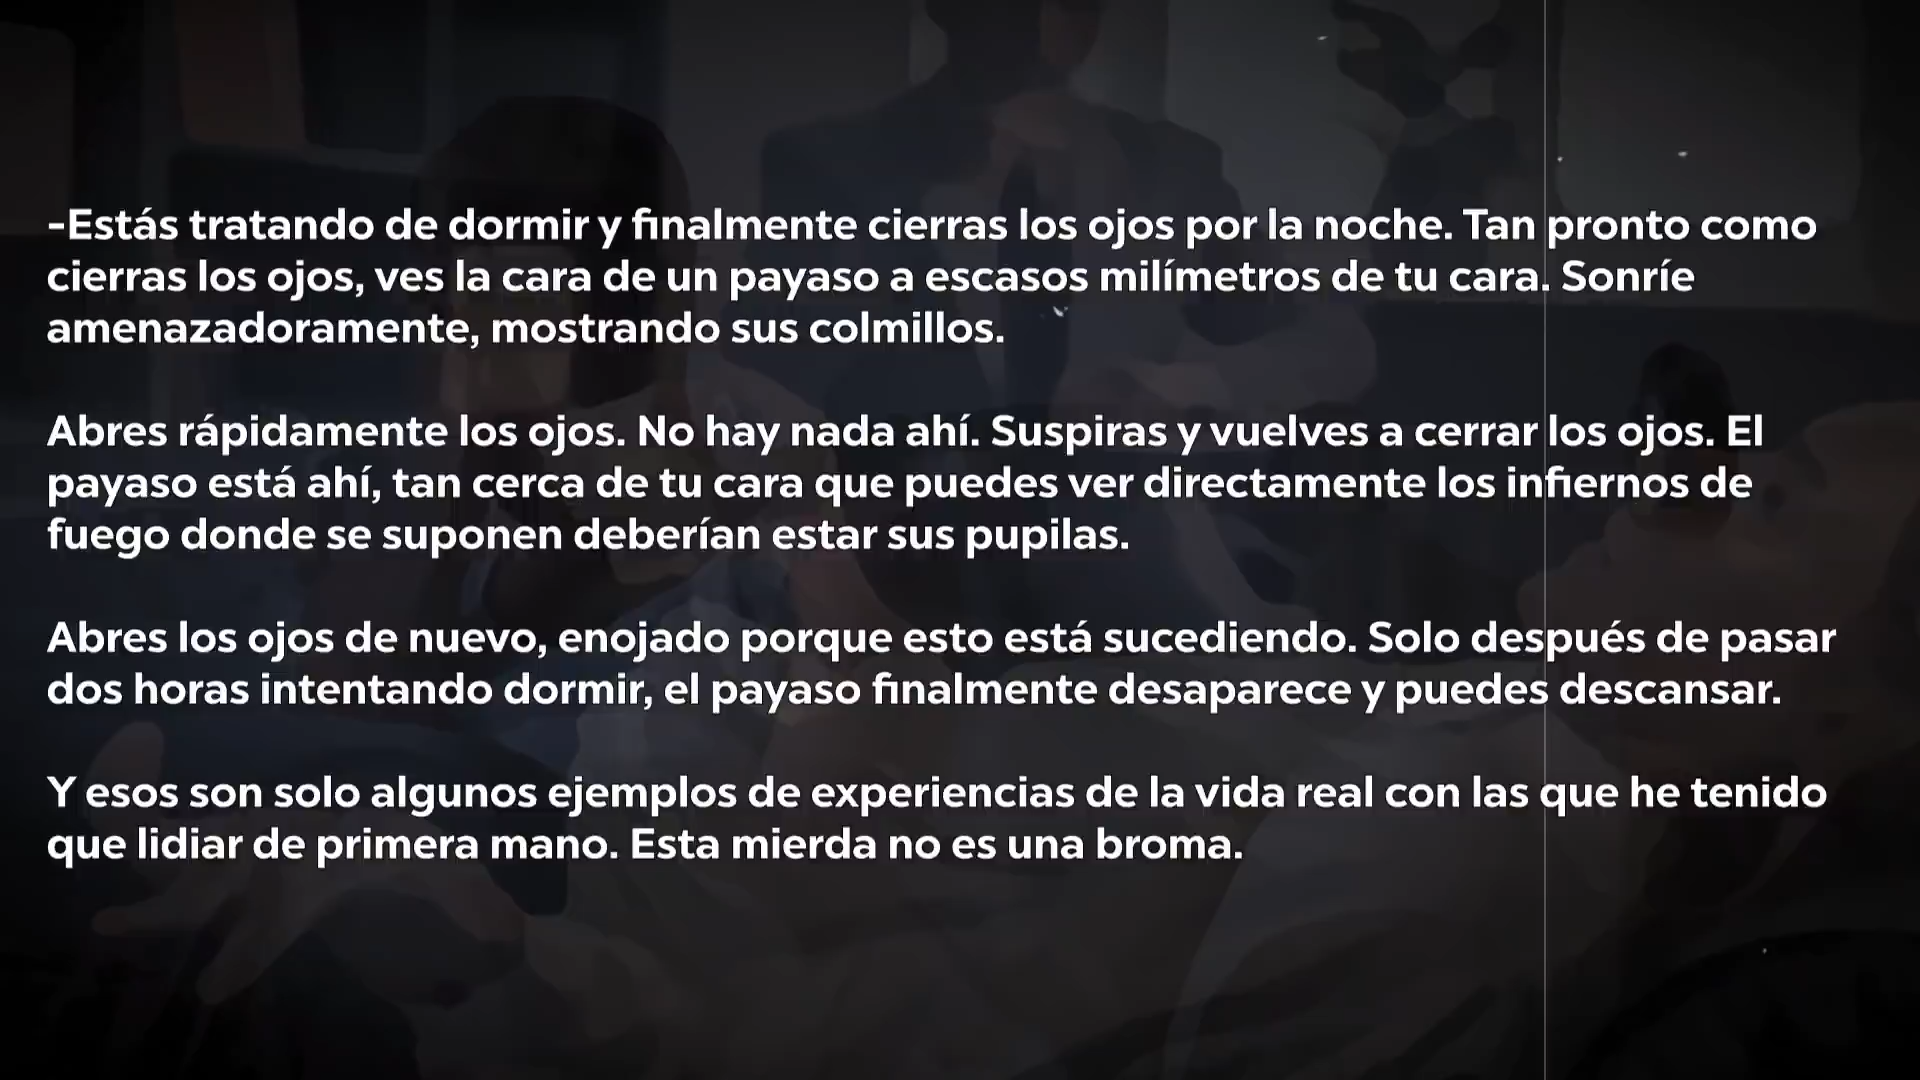 -Estás tratando de dormir y finalmente cierras los ojos por la noche. Tan pronto como
cierras los ojos, ves la cara de un payaso a escasos milímetros de tu cara. Sonríe
amenazadoramente, mostrando sus colmillos.
Abres rápidamente los ojos. No hay nada ahí. Suspiras y vuelves a cerrar los ojos. El
payaso está ahí, tan cerca de tu cara que puedes ver directamente los infiernos de
fuego donde se suponen deberían estar sus pupilas.
Abres los ojos de nuevo, enojado porque esto está sucediendo. Solo después de pasar
dos horas intentando dormir, el payaso finalmente desaparece y puedes descansar.
Y esos son solo algunos ejemplos de experiencias de la vida real con las que he tenido
que lidiar de primera mano. Esta mierda no es una broma.